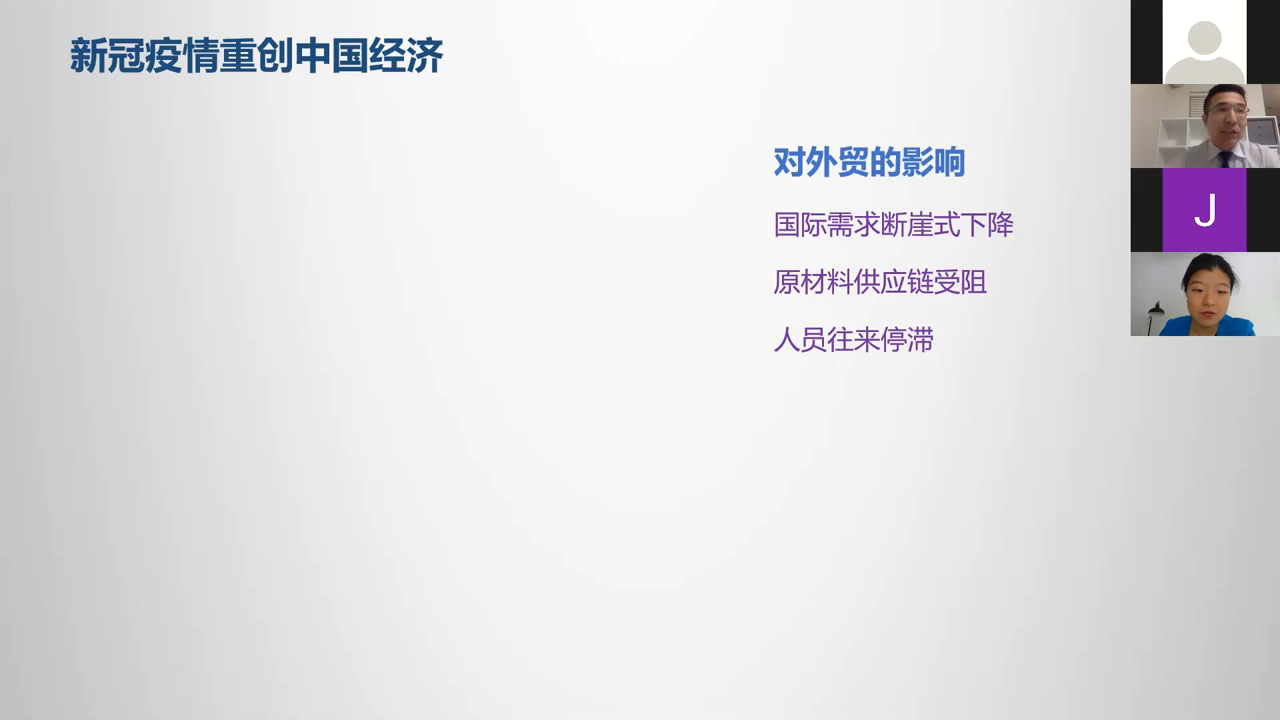 新冠疫情重创中国经济
对外贸的影响
国际需求断崖式下降
原材料供应链受阻
人员往来停滞
J